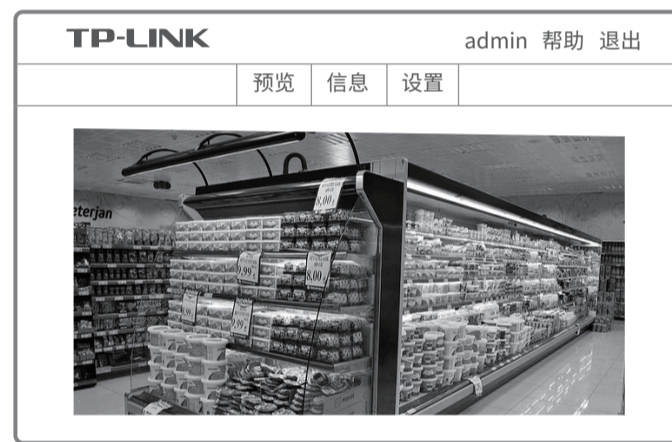 TP-LINK
admin 帮助 退出
预览 信息 设置
eterjan
8,00
9,99
8,00